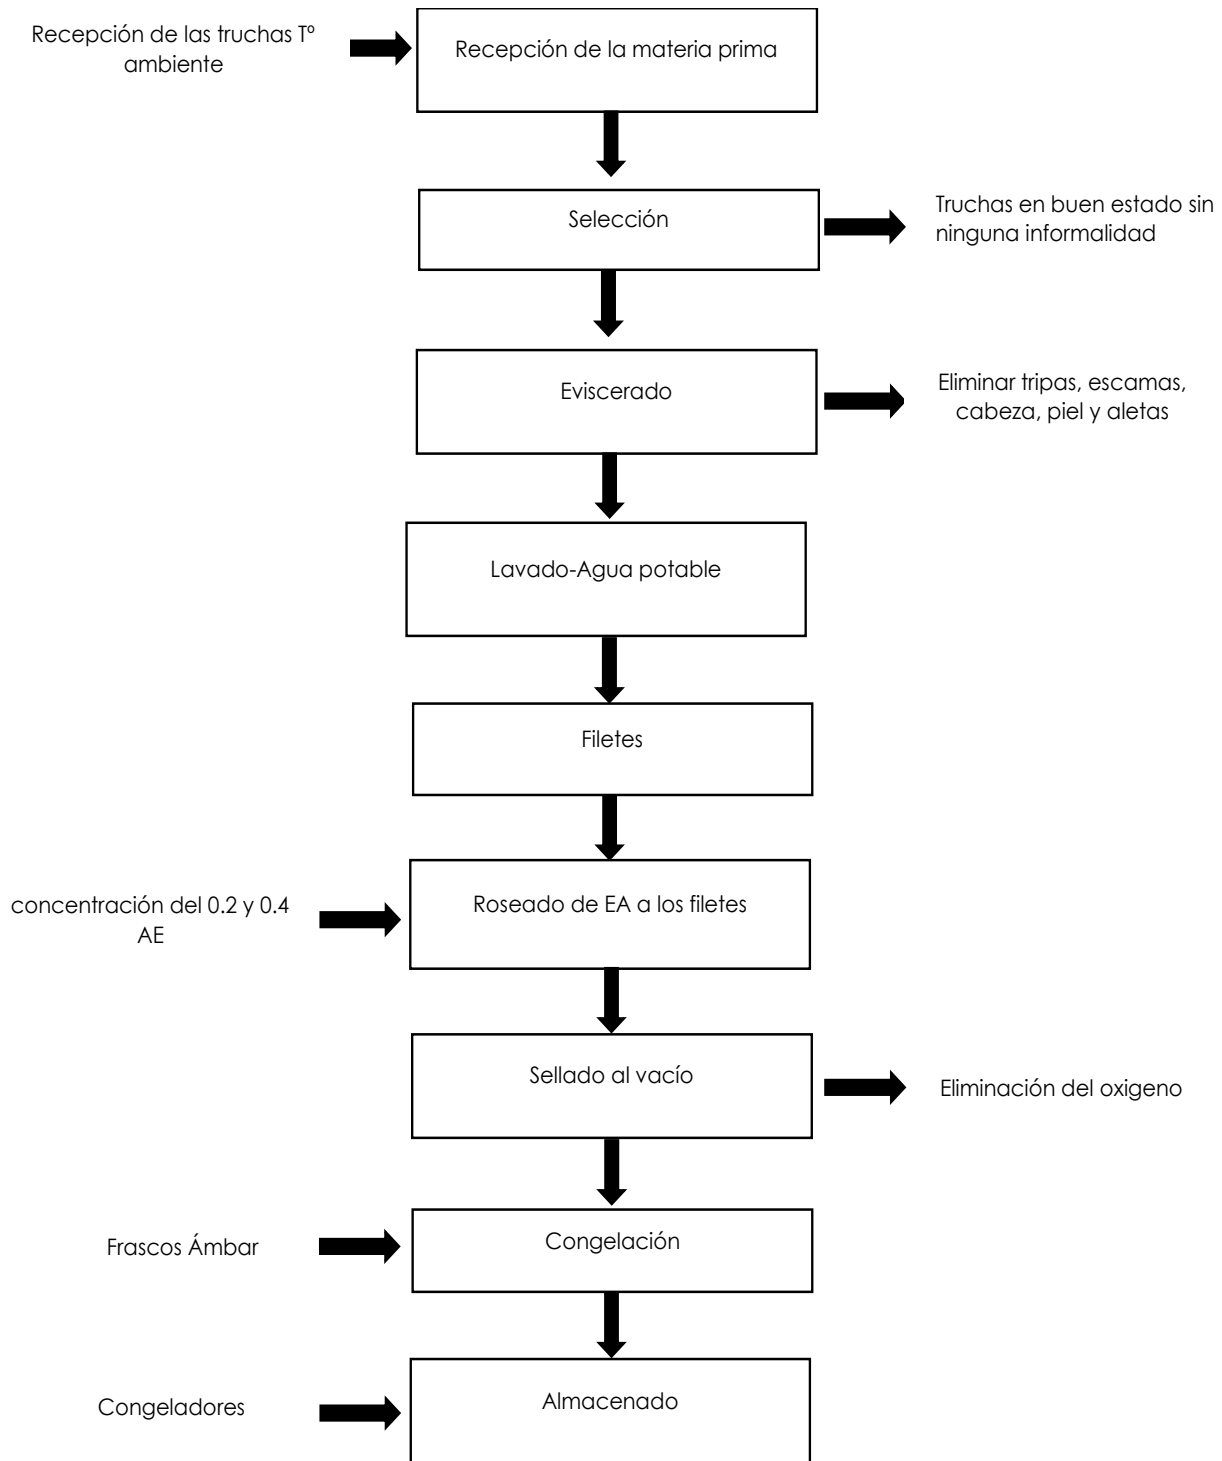 Recepción de las truchas Tº
ambiente
Recepción de la materia prima
Selección
Truchas en buen estado sin
ninguna informalidad
Eviscerado
Eliminar tripas, escamas,
cabeza, piel y aletas
Lavado-Agua potable
Filetes
concentración del 0.2 y 0.4
AE
Roseado de EA a los filetes
Sellado al vacío
Eliminación del oxigeno
Frascos Ámbar
Congelación
Congeladores
Almacenado